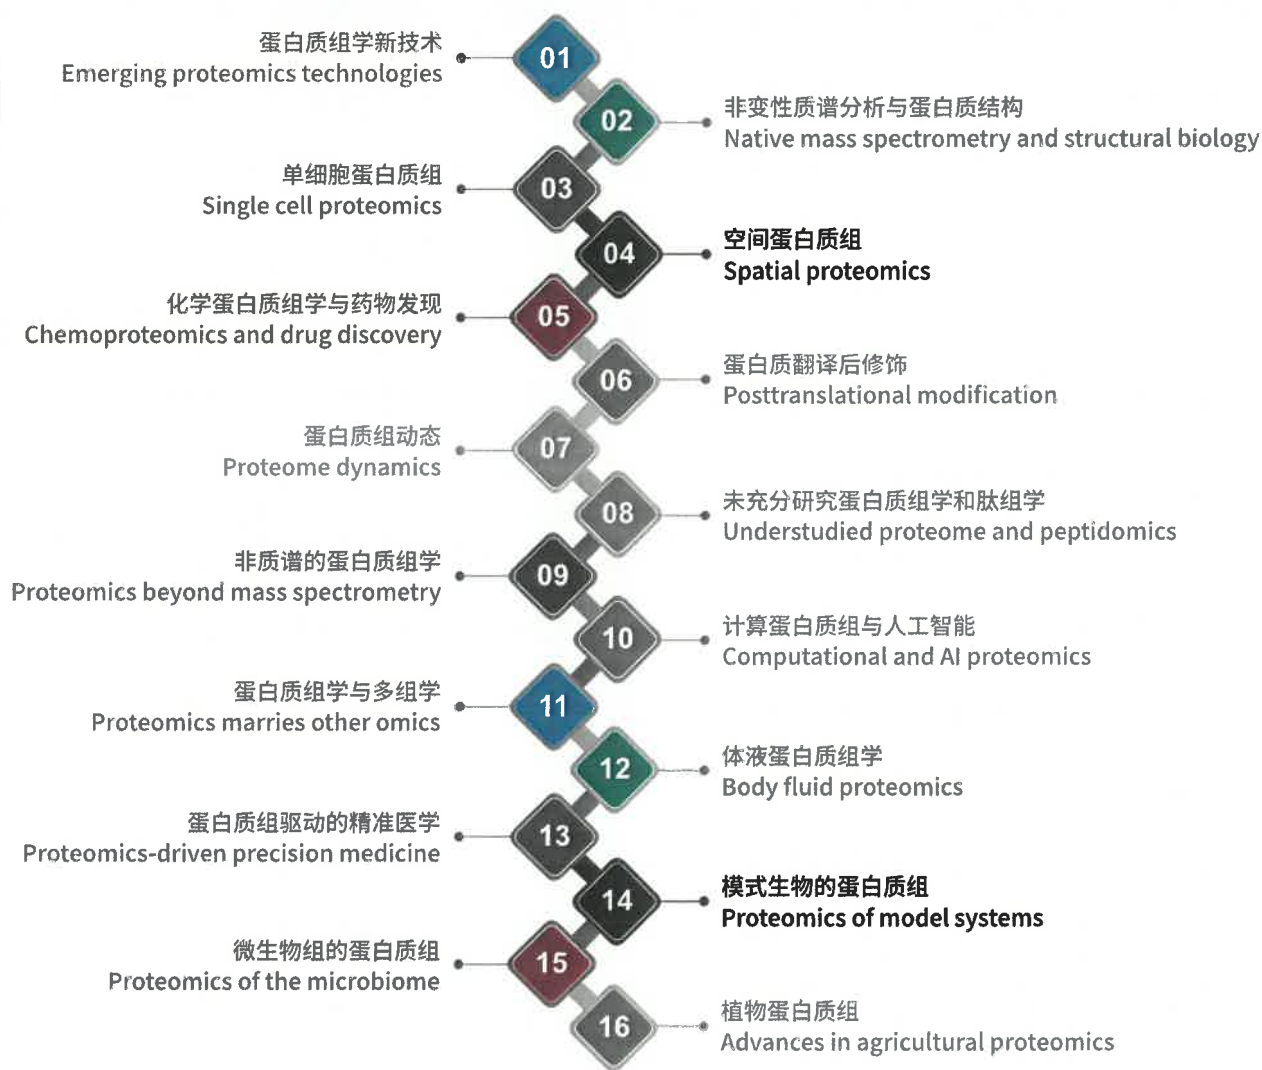 蛋白质组学新技术
Emerging proteomics technologies
01
02
非变性质谱分析与蛋白质结构
Native mass spectrometry and structural biology
单细胞蛋白质组
Single cell proteomics
03
04
空间蛋白质组
Spatial proteomics
化学蛋白质组学与药物发现
Chemoproteomics and drug discovery
05
06
蛋白质翻译后修饰
Posttranslational modification
蛋白质组动态
Proteome dynamics
07
08
未充分研究蛋白质组学和肽组学
Understudied proteome and peptidomics
非质谱的蛋白质组学
Proteomics beyond mass spectrometry
09
10
计算蛋白质组与人工智能
Computational and AI proteomics
蛋白质组学与多组学
Proteomics marries other omics
11
12
体液蛋白质组学
Body fluid proteomics
蛋白质组驱动的精准医学
Proteomics-driven precision medicine
13
14
模式生物的蛋白质组
Proteomics of model systems
微生物组的蛋白质组
Proteomics of the microbiome
15
16
植物蛋白质组
Advances in agricultural proteomics